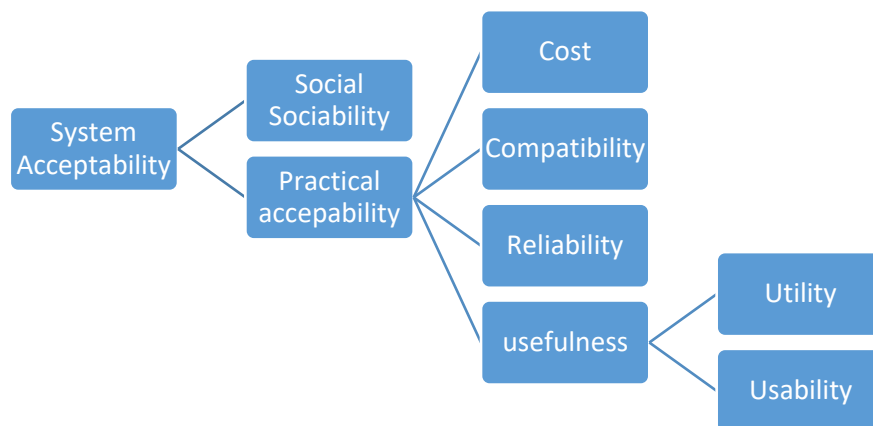 System
Acceptability
Social
Sociability
Practical
accepability
Cost
Compatibility
Reliability
usefulness
Utility
Usability